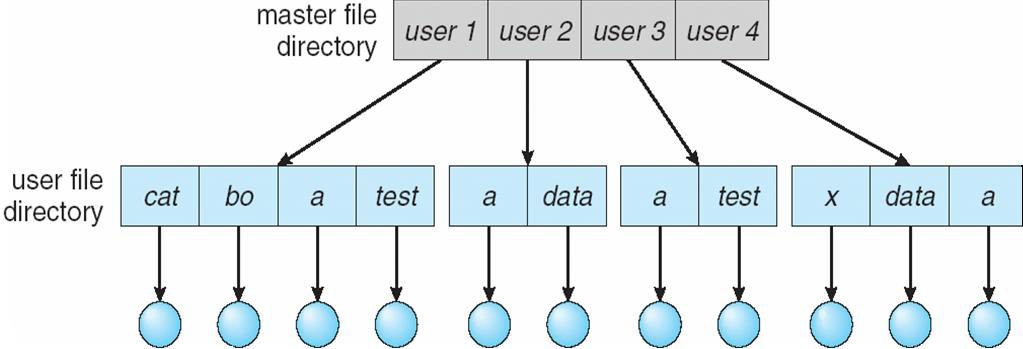 master file
directory
user 1 user 2 user 3 user 4
user file
directory
cat bo a test a data a test x data a